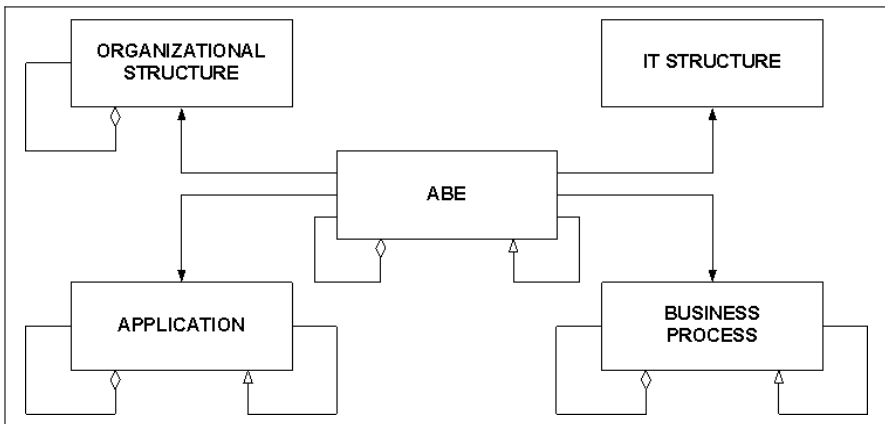 ORGANIZATIONAL
STRUCTURE
IT STRUCTURE
ABE
APPLICATION
BUSINESS
PROCESS